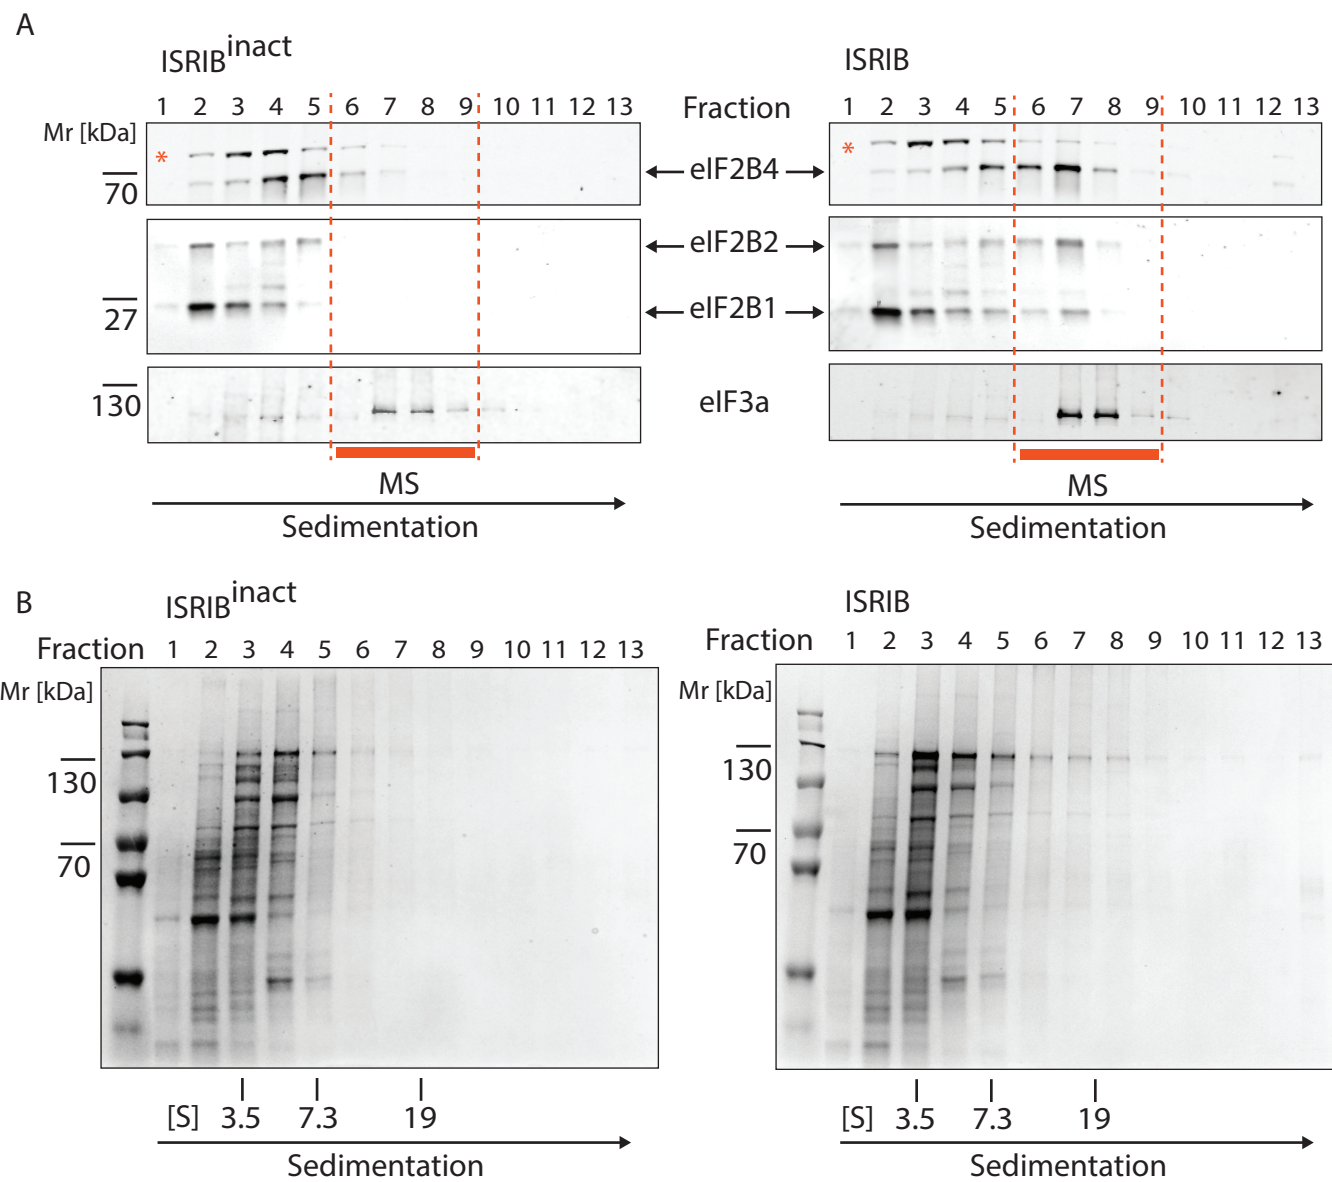 A
ISRIB inact
ISRIB
1 2 3 4 5 6 7 8 9 10 11 12 13
Fraction
1 2 3 4 5 6 7 8 9 10 11 12 13
Mr [kDa]
*
*
70
eIF2B4
eIF2B2
27
eIF2B1
130
eIF3a
MS
MS
Sedimentation
Sedimentation
B
ISRIB inact
ISRIB
Fraction 1 2 3 4 5 6 7 8 9 10 11 12 13
Fraction 1 2 3 4 5 6 7 8 9 10 11 12 13
Mr [kDa]
Mr [kDa]
130
130
70
70
[S] 3.5 7.3 19
[S] 3.5 7.3 19
Sedimentation
Sedimentation